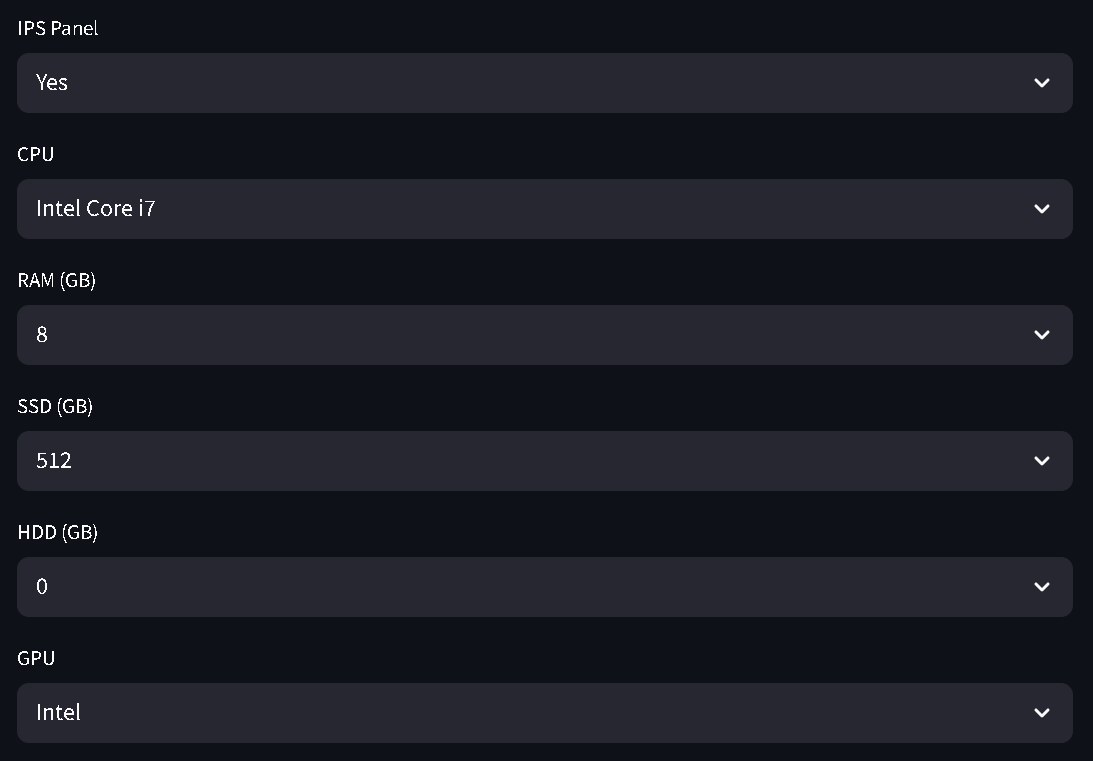 IPS Panel
Yes
CPU
Intel Core i7
RAM (GB)
8
SSD (GB)
512
HDD (GB)
0
GPU
Intel